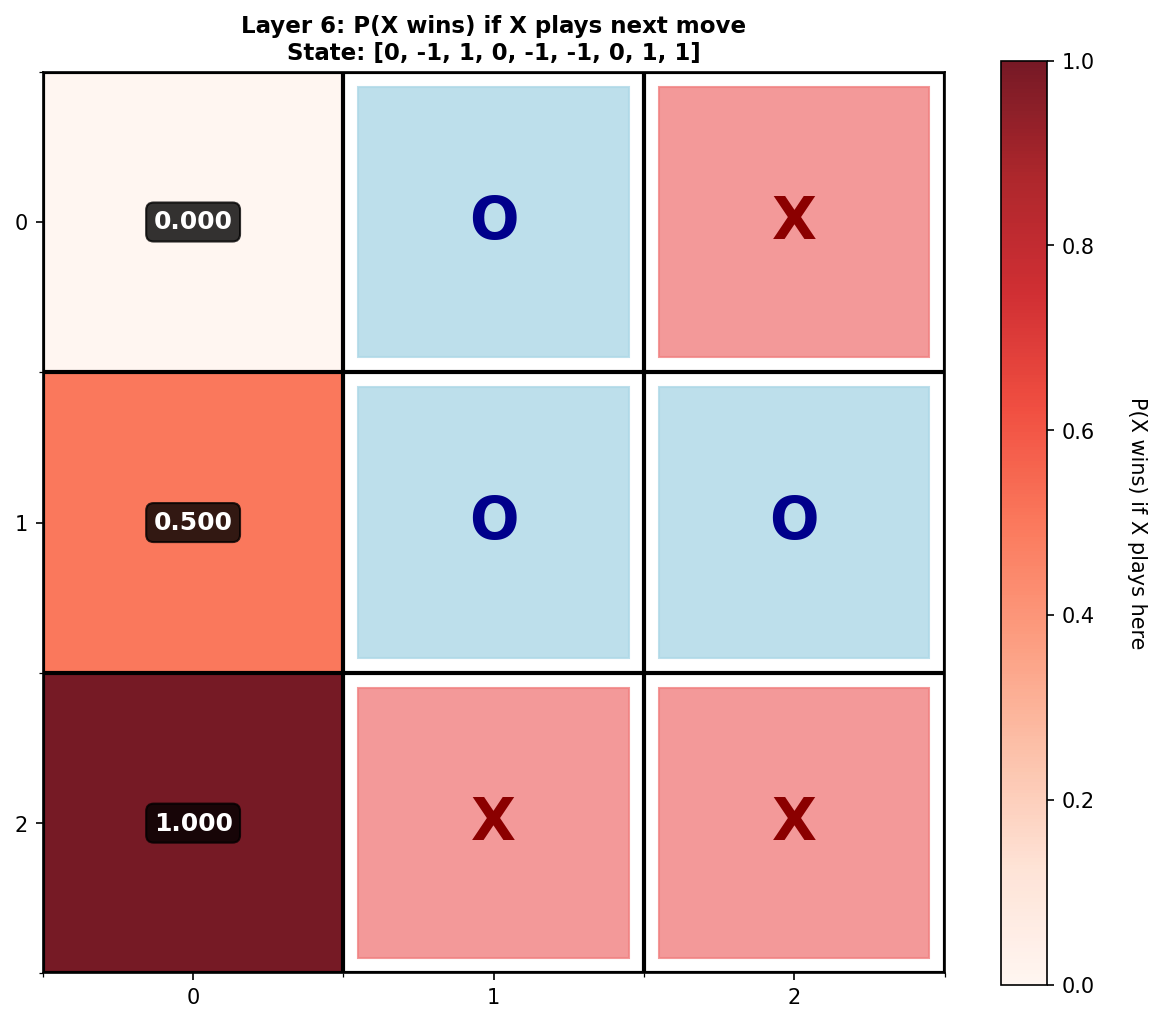 Layer 6: P(X wins) if X plays next move
State: [0, -1, 1, 0, -1, -1, 0, 1, 1]
0
0.000
O
X
1
0.500
O
O
2
1.000
X
X
0
1
2
1.0
0.8
0.6
0.4
0.2
0.0
P(X wins) if X plays here